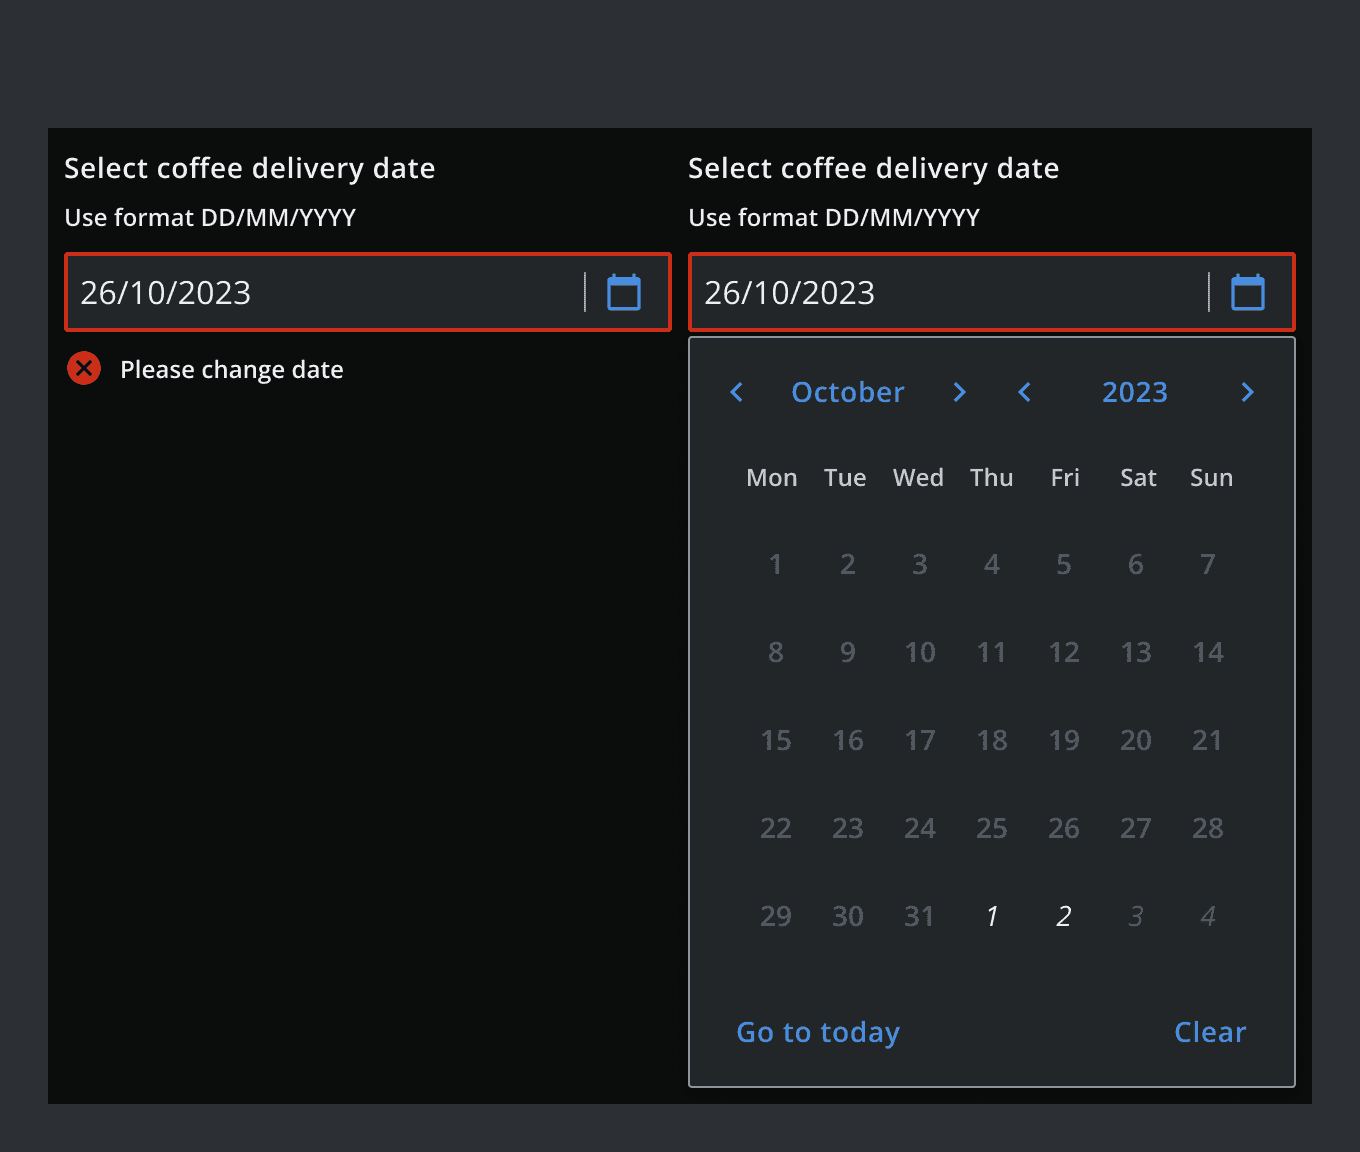 Select coffee delivery date
Use format DD/MM/YYYY
26/10/2023
Please change date
Select coffee delivery date
Use format DD/MM/YYYY
26/10/2023
October 2023
Mon Tue Wed Thu Fri Sat Sun
1 2 3 4 5 6 7
8 9 10 11 12 13 14
15 16 17 18 19 20 21
22 23 24 25 26 27 28
29 30 31 1 2 3 4
Go to today Clear